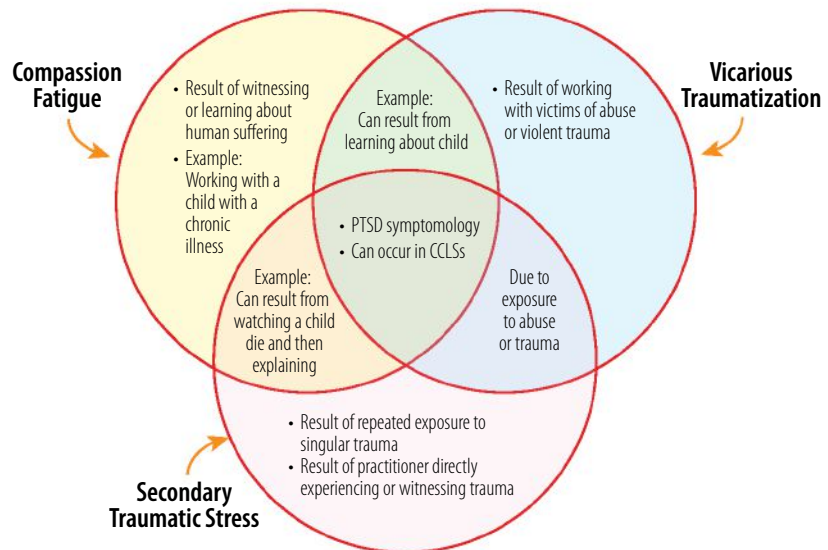 Compassion
Fatigue
• Result of witnessing
or learning about
human suffering
• Example:
Working with a
child with a
chronic
illness
Example:
Can result from
learning about child
• Result of working
with victims of abuse
or violent trauma
Vicarious
Traumatization
• PTSD symptomology
• Can occur in CCLSs
Example:
Can result from
watching a child
die and then
explaining
Due to
exposure
to abuse
or trauma
• Result of repeated exposure to
singular trauma
• Result of practitioner directly
experiencing or witnessing trauma
Secondary
Traumatic Stress